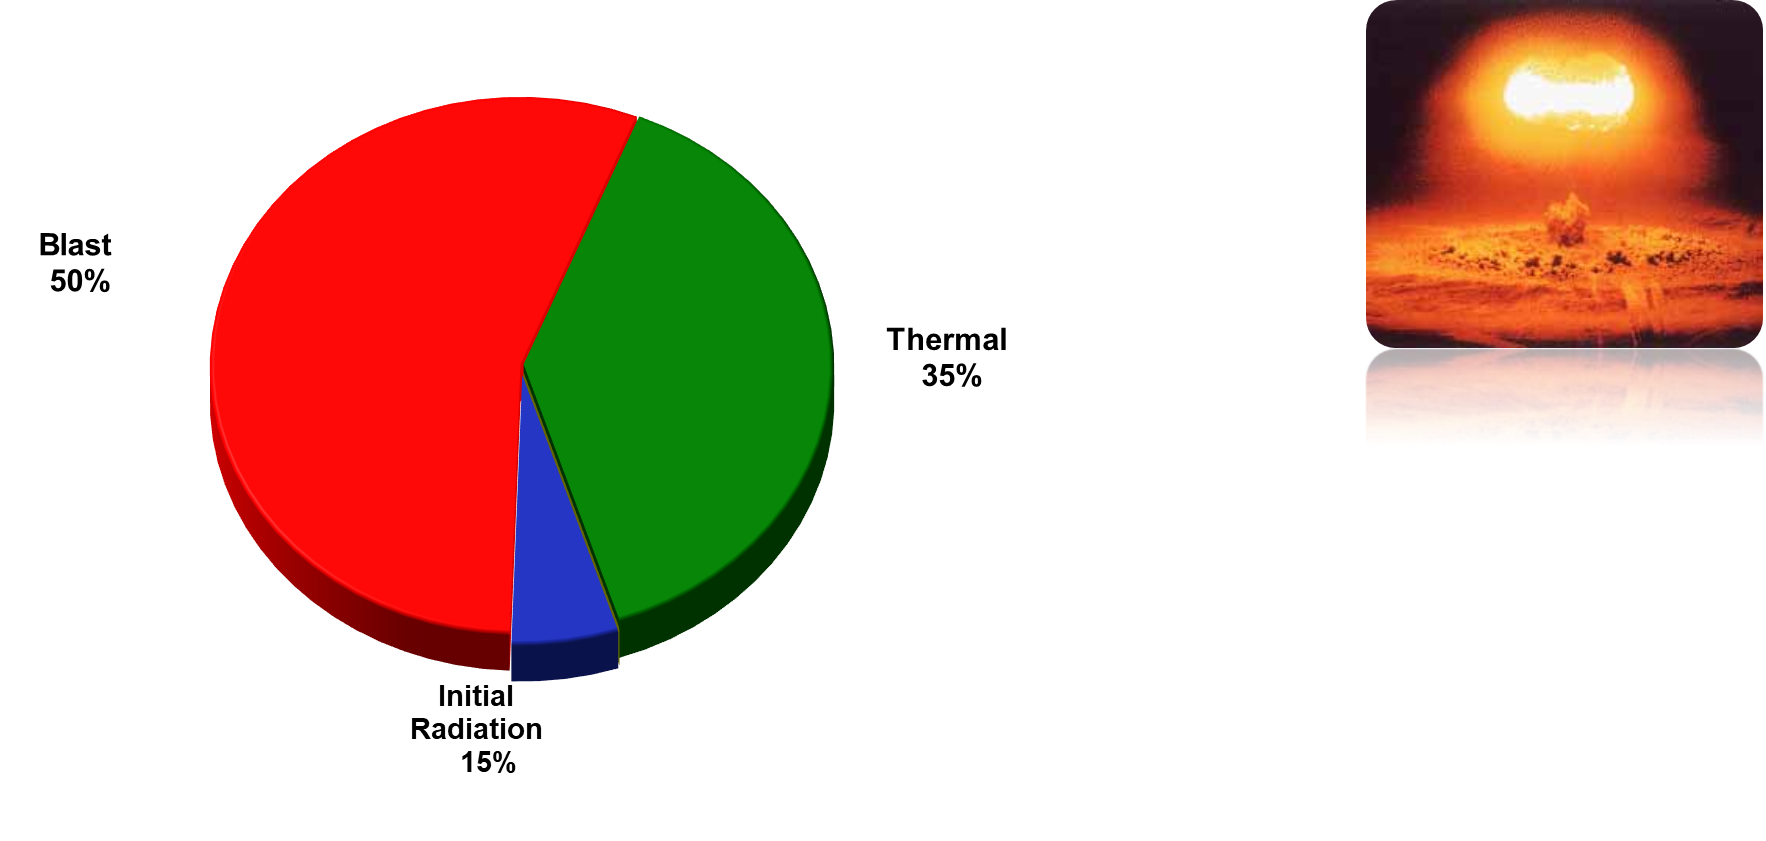 Blast
50%
Thermal
35%
Initial
Radiation
15%